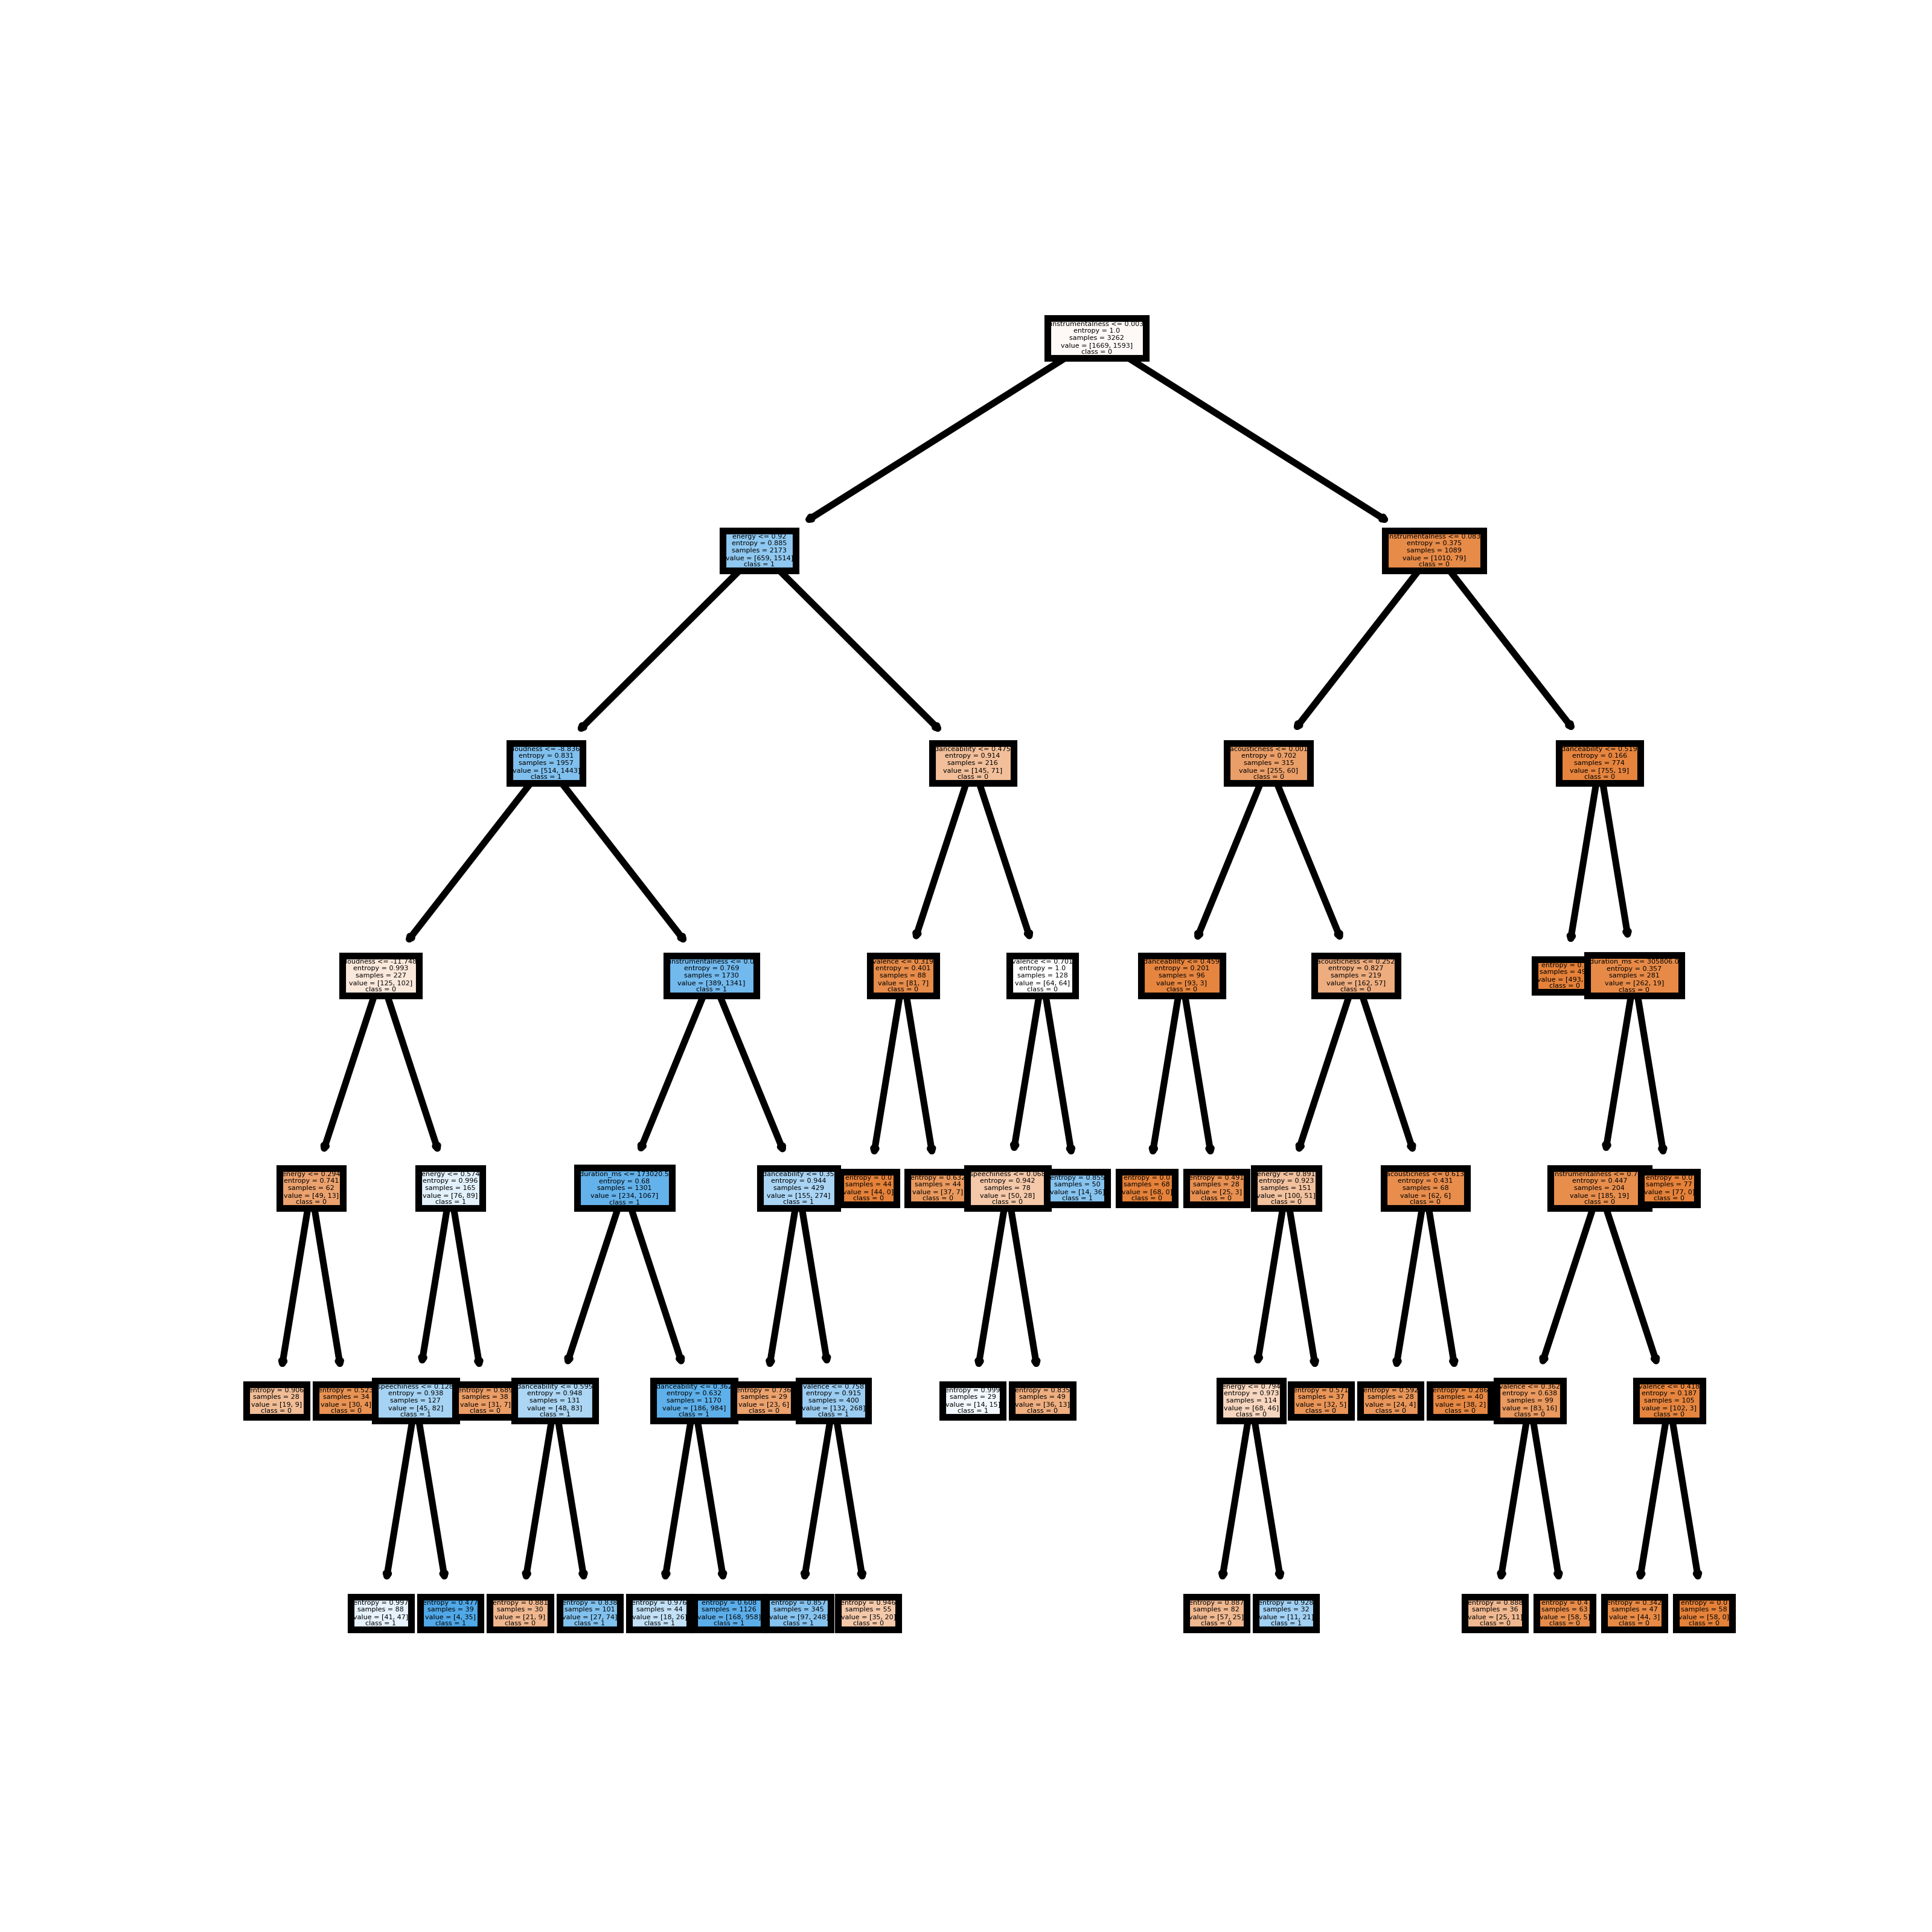 instrumentalness <= 0.003
entropy = 1.0
samples = 3262
value = [1669, 1593]
class = 0
energy <= 0.92
entropy = 0.885
samples = 2173
value = [659, 1514]
class = 1
instrumentalness <= 0.083
entropy = 0.375
samples = 1089
value = [1010, 79]
class = 0
loudness <= -8.836
entropy = 0.831
samples = 1957
value = [514, 1443]
class = 1
danceability <= 0.475
entropy = 0.914
samples = 216
value = [145, 71]
class = 0
acousticness <= 0.001
entropy = 0.702
samples = 315
value = [255, 60]
class = 0
danceability <= 0.519
entropy = 0.166
samples = 774
value = [755, 19]
class = 0
loudness <= -11.748
entropy = 0.993
samples = 227
value = [125, 102]
class = 0
instrumentalness <= 0.0
entropy = 0.769
samples = 1730
value = [389, 1341]
class = 1
valence <= 0.319
entropy = 0.401
samples = 88
value = [81, 7]
class = 0
valence <= 0.701
entropy = 1.0
samples = 128
value = [64, 64]
class = 0
danceability <= 0.459
entropy = 0.201
samples = 96
value = [93, 3]
class = 0
acousticness <= 0.252
entropy = 0.827
samples = 219
value = [162, 57]
class = 0
entropy =
samples =
value = [493,
class = 0
duration_ms <= 305806.0
entropy = 0.357
samples = 281
value = [262, 19]
class = 0
energy <= 0.294
entropy = 0.741
samples = 62
value = [49, 13]
class = 0
energy <= 0.574
entropy = 0.996
samples = 165
value = [76, 89]
class = 1
duration_ms <= 173020.5
entropy = 0.68
samples = 1301
value = [234, 1067]
class = 1
danceability <= 0.35
entropy = 0.944
samples = 429
value = [155, 274]
class = 1
entropy = 0.0
samples = 44
value = [44, 0]
class = 0
entropy = 0.632
samples = 44
value = [37, 7]
class = 0
speechiness <= 0.068
entropy = 0.942
samples = 78
value = [50, 28]
class = 0
entropy = 0.855
samples = 50
value = [14, 36]
class = 1
entropy = 0.0
samples = 68
value = [68, 0]
class = 0
entropy = 0.491
samples = 28
value = [25, 3]
class = 0
energy <= 0.891
entropy = 0.923
samples = 151
value = [100, 51]
class = 0
acousticness <= 0.613
entropy = 0.431
samples = 68
value = [62, 6]
class = 0
instrumentalness <= 0.7
entropy = 0.447
samples = 204
value = [185, 19]
class = 0
entropy = 0.0
samples = 77
value = [77, 0]
class = 0
entropy = 0.906
samples = 28
value = [19, 9]
class = 0
entropy = 0.523
samples = 34
value = [30, 4]
class = 0
speechiness <= 0.128
entropy = 0.938
samples = 127
value = [45, 82]
class = 1
entropy = 0.689
samples = 38
value = [31, 7]
class = 0
danceability <= 0.595
entropy = 0.948
samples = 131
value = [48, 83]
class = 1
danceability <= 0.362
entropy = 0.632
samples = 1170
value = [186, 984]
class = 1
entropy = 0.736
samples = 29
value = [23, 6]
class = 0
valence <= 0.758
entropy = 0.915
samples = 400
value = [132, 268]
class = 1
entropy = 0.999
samples = 29
value = [14, 15]
class = 1
entropy = 0.835
samples = 49
value = [36, 13]
class = 0
energy <= 0.794
entropy = 0.973
samples = 114
value = [68, 46]
class = 0
entropy = 0.571
samples = 37
value = [32, 5]
class = 0
entropy = 0.592
samples = 28
value = [24, 4]
class = 0
entropy = 0.286
samples = 40
value = [38, 2]
class = 0
valence <= 0.362
entropy = 0.638
samples = 99
value = [83, 16]
class = 0
valence <= 0.418
entropy = 0.187
samples = 105
value = [102, 3]
class = 0
entropy = 0.997
samples = 88
value = [41, 47]
class = 1
entropy = 0.477
samples = 39
value = [4, 35]
class = 1
entropy = 0.881
samples = 30
value = [21, 9]
class = 0
entropy = 0.838
samples = 101
value = [27, 74]
class = 1
entropy = 0.976
samples = 44
value = [18, 26]
class = 1
entropy = 0.608
samples = 1126
value = [168, 958]
class = 1
entropy = 0.857
samples = 345
value = [97, 248]
class = 1
entropy = 0.946
samples = 55
value = [35, 20]
class = 0
entropy = 0.887
samples = 82
value = [57, 25]
class = 0
entropy = 0.928
samples = 32
value = [11, 21]
class = 1
entropy = 0.888
samples = 36
value = [25, 11]
class = 0
entropy = 0.4
samples = 63
value = [58, 5]
class = 0
entropy = 0.342
samples = 47
value = [44, 3]
class = 0
entropy = 0.0
samples = 58
value = [58, 0]
class = 0